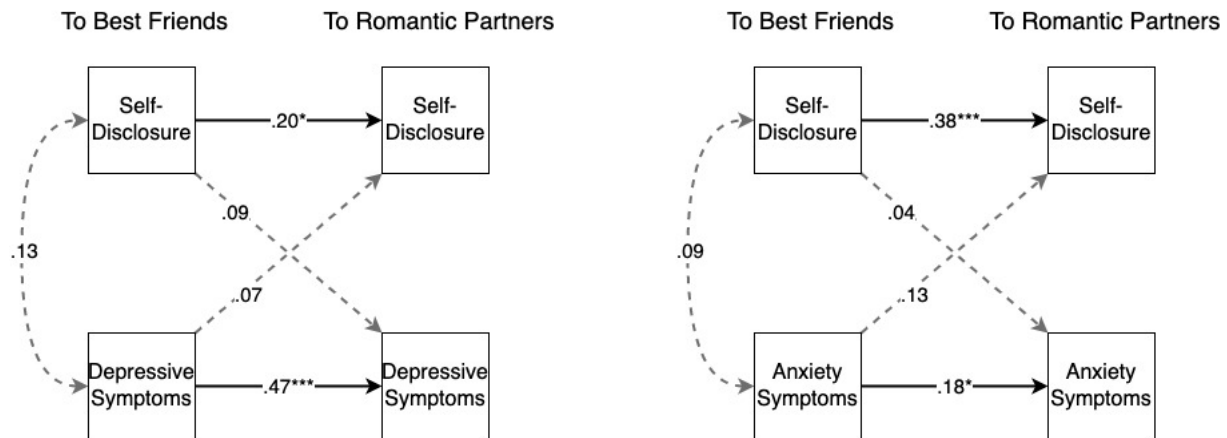 To Best Friends
To Romantic Partners
Self-
Disclosure
.20*
Self-
Disclosure
.09
.13
.07
Depressive
Symptoms
.47***
Depressive
Symptoms
To Best Friends
To Romantic Partners
Self-
Disclosure
.38***
Self-
Disclosure
.04
.09
.13
Anxiety
Symptoms
.18*
Anxiety
Symptoms